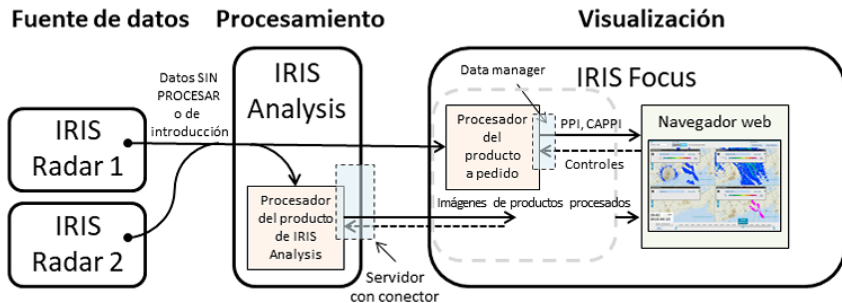 Fuente de datos
Procesamiento
Visualización
Datos SIN
PROCESAR
o de
introducción
IRIS
Radar 1
IRIS
Radar 2
IRIS
Analysis
Procesador
del producto
de IRIS
Analysis
Servidor
con conector
Data manager
IRIS Focus
Procesador
del
producto
a pedido
PPI, CAPPI
Controles
Imágenes de productos procesados
Navegador web